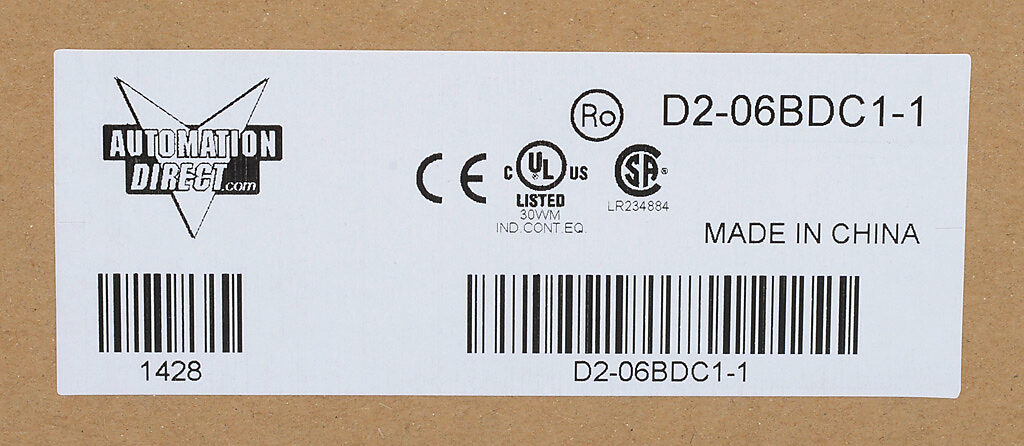 AUTOMATION
DIRECT.com
Ro
D2-06BDC1-1
CE
C UL US
LISTED
30WM
IND.CONT.EQ.
SA®
LR234884
MADE IN CHINA
1428
D2-06BDC1-1